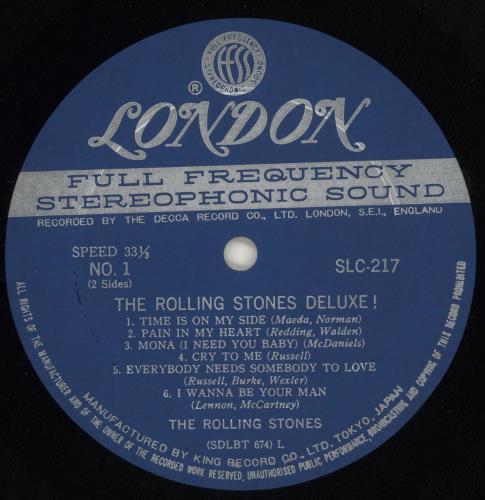 FULL FREQUENCY
STEREOPHONIC SOUND
FFSS
®
LONDON
FULL FREQUENCY
STEREOPHONIC SOUND
RECORDED BY THE DECCA RECORD CO., LTD. LONDON, S.E.I., ENGLAND
SPEED 33⅓
NO. 1
SLC-217
(2 Sides)
THE ROLLING STONES DELUXE!
1. TIME IS ON MY SIDE (Maeda, Norman)
2. PAIN IN MY HEART (Redding, Walden)
3. MONA (I NEED YOU BABY) (McDaniels)
4. CRY TO ME (Russell)
5. EVERYBODY NEEDS SOMEBODY TO LOVE
(Russell, Burke, Wexler)
6. I WANNA BE YOUR MAN
(Lennon, McCartney)
THE ROLLING STONES
(SDLBT 674) L
MANUFACTURED BY KING RECORD CO., LTD. TOKYO, JAPAN
ALL RIGHTS OF THE MANUFACTURER AND OF THE OWNER OF THE RECORDED WORK RESERVED, UNAUTHORISED PUBLIC PERFORMANCE, BROADCASTING AND COPYING OF THIS RECORD PROHIBITED